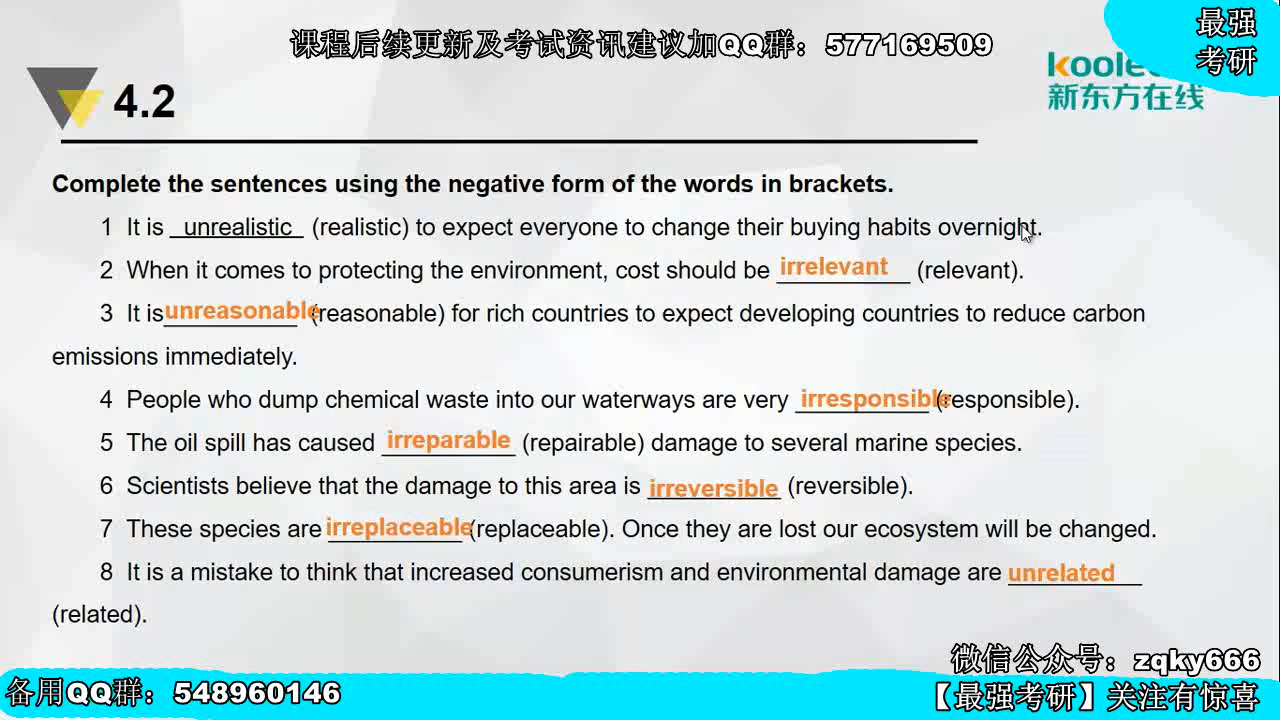 课程后续更新及考试资讯建议加QQ群：577169509
最强
考研
koole
新东方在线
4.2
Complete the sentences using the negative form of the words in brackets.
1 It is unrealistic (realistic) to expect everyone to change their buying habits overnight.
2 When it comes to protecting the environment, cost should be irrelevant (relevant).
3 It is unreasonable (reasonable) for rich countries to expect developing countries to reduce carbon
emissions immediately.
4 People who dump chemical waste into our waterways are very irresponsible (responsible).
5 The oil spill has caused irreparable (repairable) damage to several marine species.
6 Scientists believe that the damage to this area is irreversible (reversible).
7 These species are irreplaceable (replaceable). Once they are lost our ecosystem will be changed.
8 It is a mistake to think that increased consumerism and environmental damage are unrelated
(related).
微信公众号：zqky666
备用QQ群：548960146
【最强考研】关注有惊喜